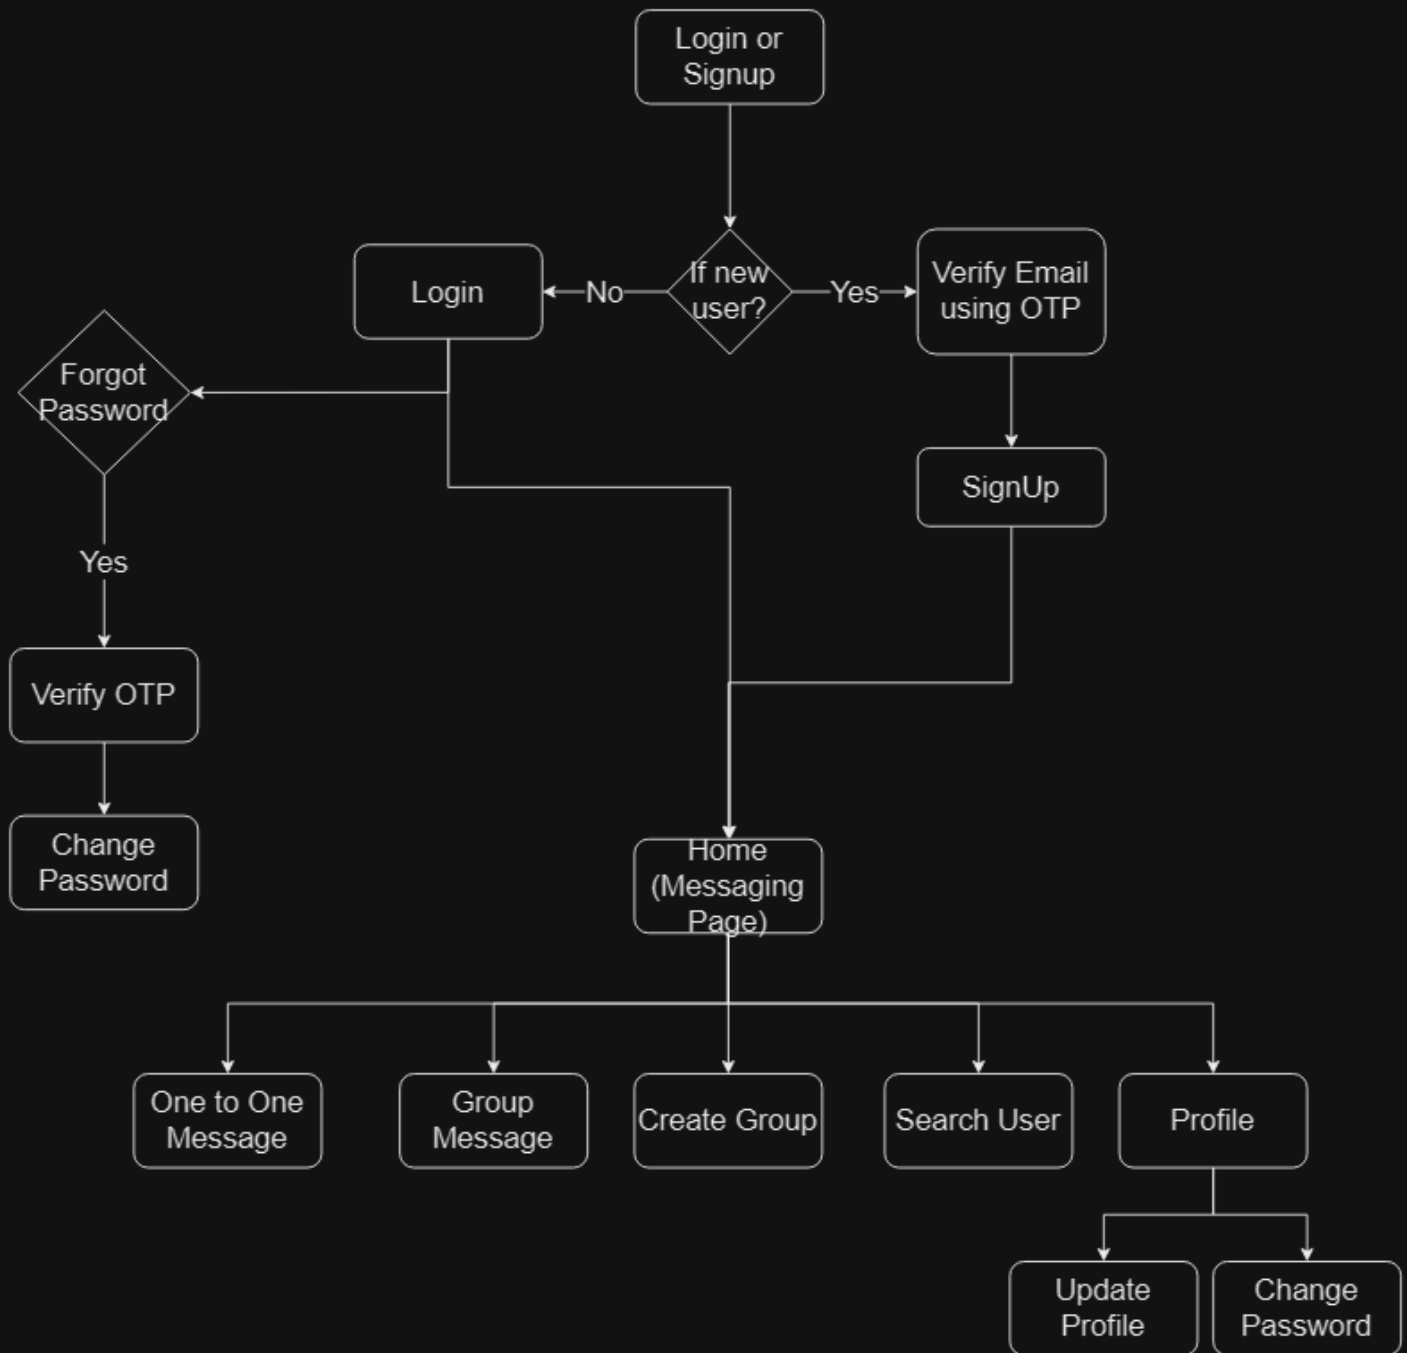 Login or
Signup
Login
No
If new
user?
Yes
Verify Email
using OTP
Forgot
Password
SignUp
Yes
Verify OTP
Change
Password
Home
(Messaging
Page)
One to One
Message
Group
Message
Create Group
Search User
Profile
Update
Profile
Change
Password